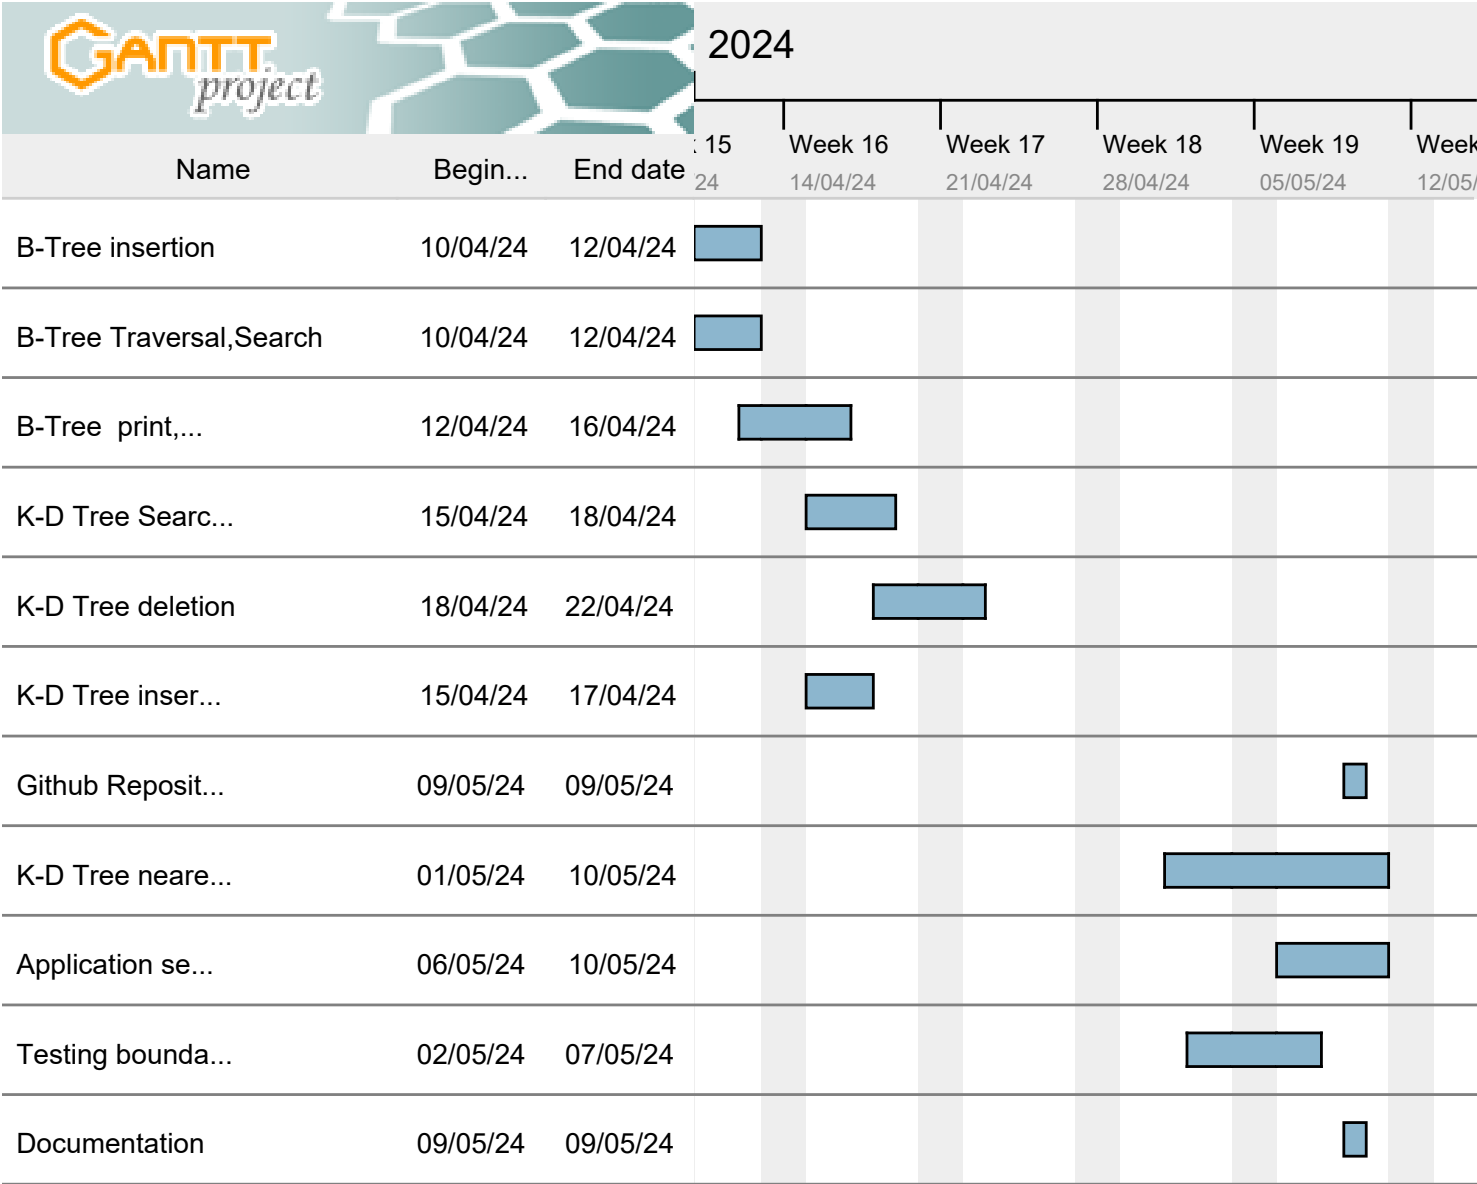 GANTT
project
2024
: 15 Week 16 Week 17 Week 18 Week 19 Week
Name Begin... End date
24 14/04/24 21/04/24 28/04/24 05/05/24 12/05/
B-Tree insertion 10/04/24 12/04/24
B-Tree Traversal,Search 10/04/24 12/04/24
B-Tree  print,... 12/04/24 16/04/24
K-D Tree Searc... 15/04/24 18/04/24
K-D Tree deletion 18/04/24 22/04/24
K-D Tree inser... 15/04/24 17/04/24
Github Reposit... 09/05/24 09/05/24
K-D Tree neare... 01/05/24 10/05/24
Application se... 06/05/24 10/05/24
Testing bounda... 02/05/24 07/05/24
Documentation 09/05/24 09/05/24